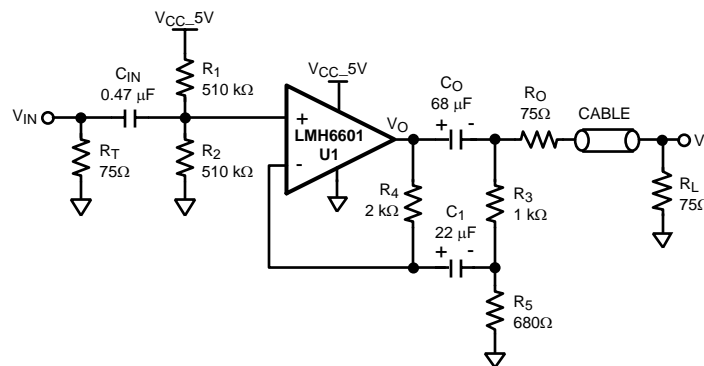 VCC_5V
CIN
0.47 µF
R1
510 kΩ
VIN
RT
75Ω
R2
510 kΩ
VCC_5V
+
LMH6601
U1
-
VO
CO
68 µF
+ -
RO
75Ω
CABLE
V
RL
75Ω
R4
2 kΩ
C1
22 µF
+ -
R3
1 kΩ
R5
680Ω